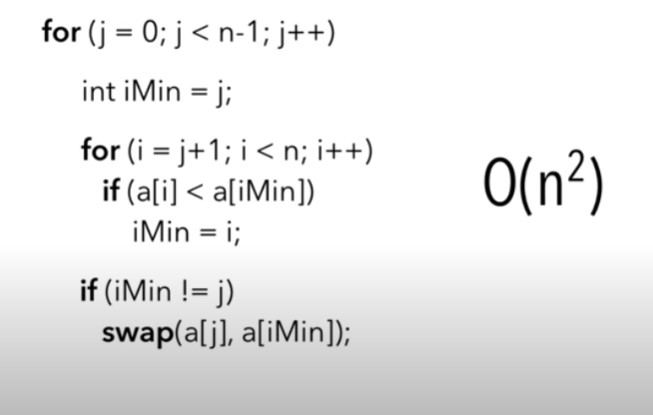 for (j = 0; j < n-1; j++)
int iMin = j;
for (i = j+1; i < n; i++)
if (a[i] < a[iMin])
iMin = i;
if (iMin != j)
swap(a[j], a[iMin]);
O(n²)